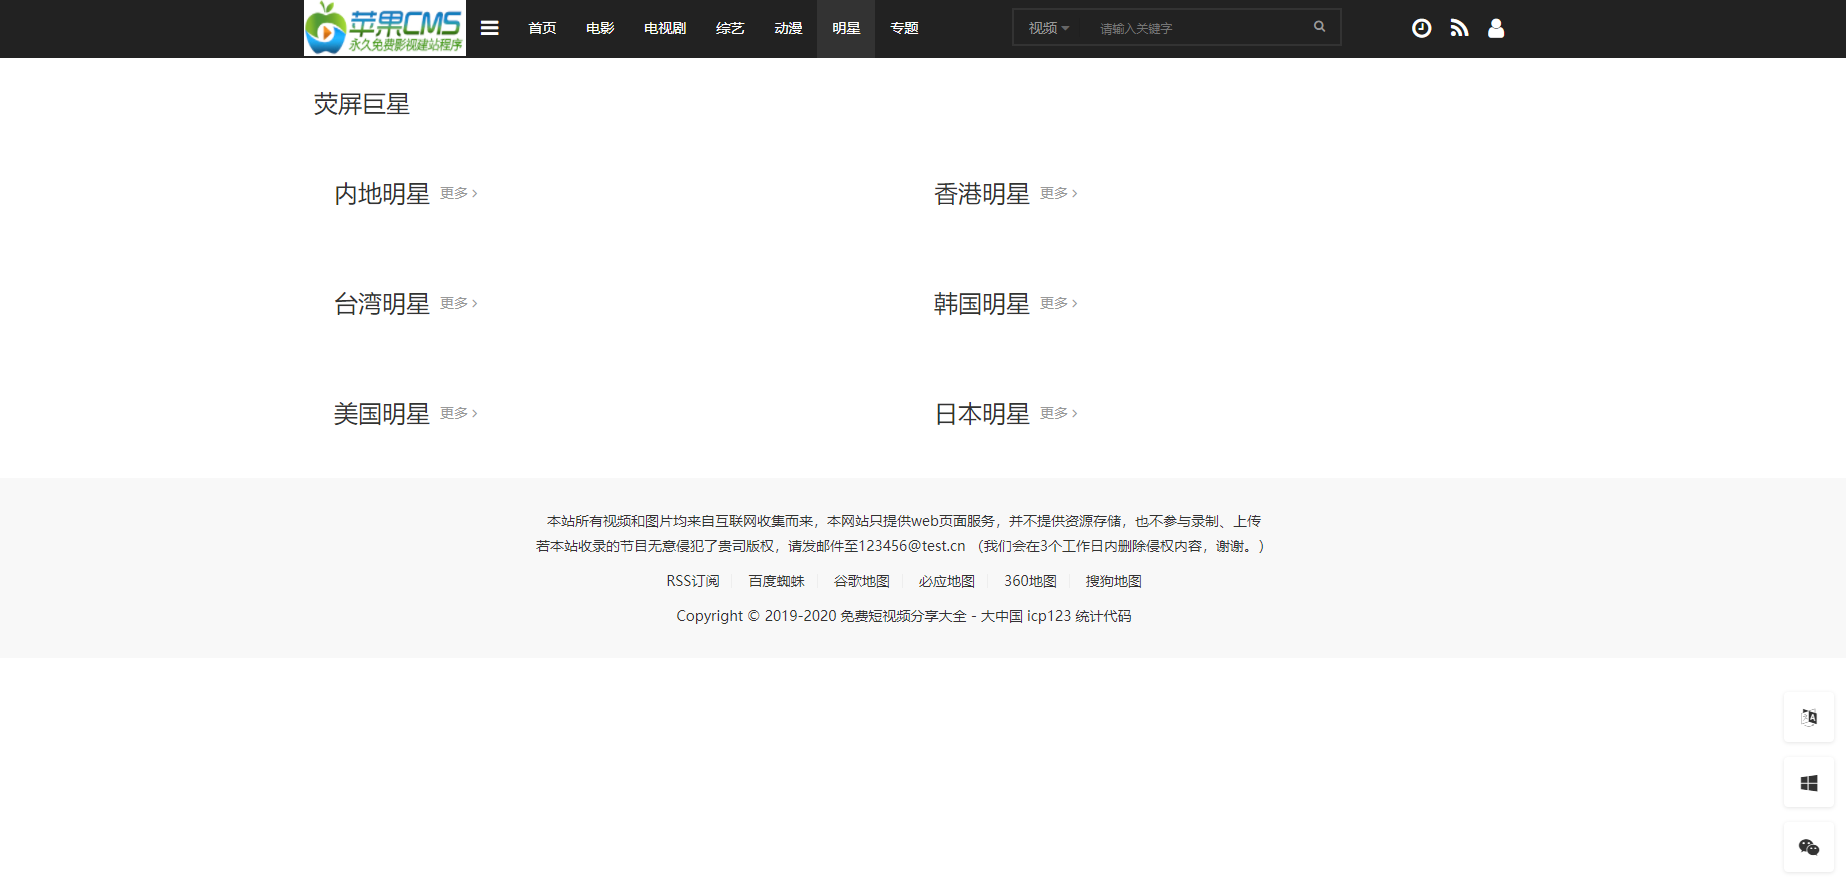 苹果CMS
永久免费影视建站程序
首页 电影 电视剧 综艺 动漫 明星 专题 视频 请输入关键字
荧屏巨星
内地明星 更多 香港明星 更多
台湾明星 更多 韩国明星 更多
美国明星 更多 日本明星 更多
本站所有视频和图片均来自互联网收集而来，本网站只提供web页面服务，并不提供资源存储，也不参与录制、上传
若本站收录的节目无意侵犯了贵司版权，请发邮件至123456@test.cn （我们会在3个工作日内删除侵权内容，谢谢。）
RSS订阅 百度蜘蛛 谷歌地图 必应地图 360地图 搜狗地图
Copyright © 2019-2020 免费短视频分享大全 - 大中国 icp123 统计代码